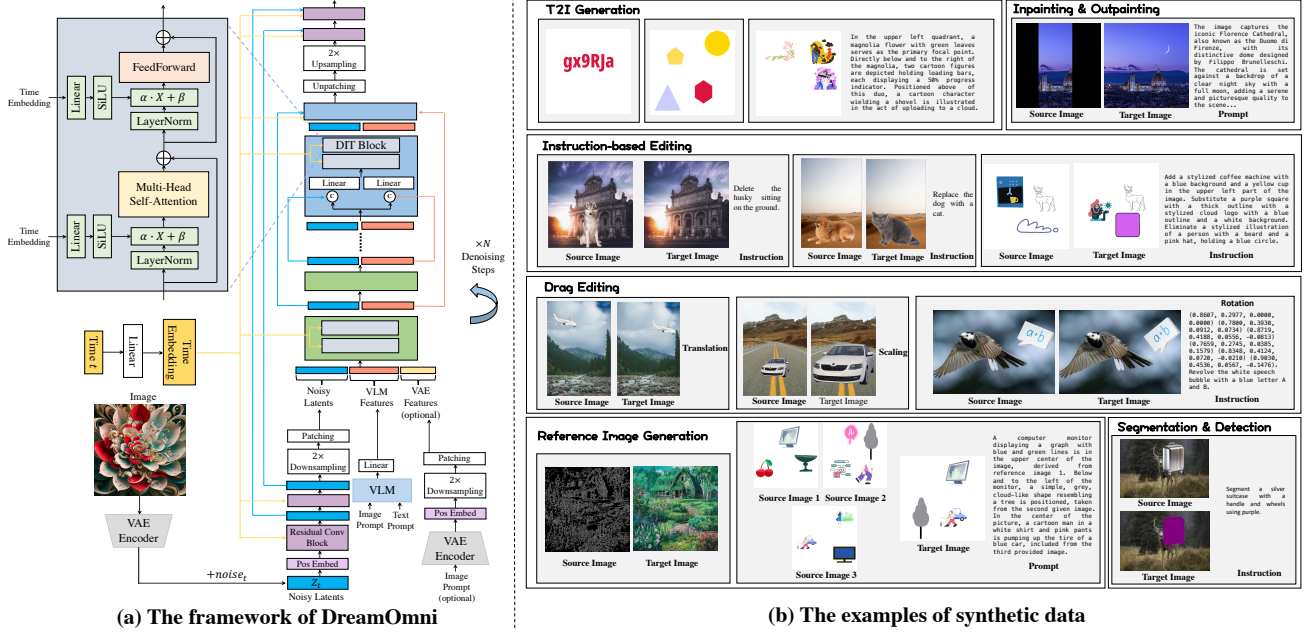 FeedForward
Time
Embedding
Linear
SiLU
α · X + β
LayerNorm
Multi-Head
Self-Attention
Time
Embedding
Linear
SiLU
α · X + β
LayerNorm
Time t
Linear
Time
Embedding
Image
VAE
Encoder
+noise_t
2×
Upsampling
Unpatching
DIT Block
Linear
Linear
C
C
×N
Denoising
Steps
Noisy
Latents
VLM
Features
VAE
Features
(optional)
Patching
2×
Downsampling
Residual Conv
Block
Pos Embed
Z_t
Noisy Latents
Linear
VLM
Image
Prompt
Text
Prompt
Patching
2×
Downsampling
Pos Embed
VAE
Encoder
Image
Prompt
(optional)
(a) The framework of DreamOmni
T2I Generation
gx9RJa
In the upper left quadrant, a
magnolia flower with green leaves
serves as the primary focal point.
Directly below and to the right of
the magnolia, two cartoon figures
are depicted holding loading bars,
each displaying a 50% progress
indicator. Positioned above of
this duo, a cartoon character
wielding a shovel is illustrated
in the act of uploading to a cloud.
Inpainting & Outpainting
Source Image
Target Image
The image captures the
iconic Florence Cathedral,
also known as the Duomo di
Firenze, with its
distinctive dome designed
by Filippo Brunelleschi.
The cathedral is set
against a backdrop of a
clear night sky with a
full moon, adding a serene
and picturesque quality to
the scene...
Prompt
Instruction-based Editing
Source Image
Target Image
Delete the
husky sitting
on the ground.
Instruction
Source Image
Target Image
Replace the
dog with a
cat.
Instruction
Source Image
Target Image
Add a stylized coffee machine with
a blue background and a yellow cup
in the upper left part of the
image. Substitute a purple square
with a thick outline with a
stylized cloud logo with a blue
outline and a white background.
Eliminate a stylized illustration
of a person with a beard and a
pink hat, holding a blue circle.
Instruction
Drag Editing
Source Image
Target Image
Translation
Source Image
Target Image
Scaling
a·b
Source Image
a·b
Target Image
Rotation
(0.8607, 0.2977, 0.0000,
0.0000) (0.7800, 0.3930,
0.0912, 0.0734) (0.8719,
0.4188, 0.0556, -0.0813)
(0.7659, 0.2745, 0.0385,
0.1579) (0.8348, 0.4124,
0.0720, -0.0210) (0.9030,
0.4536, 0.0567, -0.1476).
Revolve the white speech
bubble with a blue letter A
and B.
Instruction
Reference Image Generation
Source Image
Target Image
Source Image 1
Source Image 2
Source Image 3
Target Image
A computer monitor
displaying a graph with
blue and green lines is in
the upper center of the
image, derived from
reference image 1. Below
and to the left of the
monitor, a simple, grey,
cloud-like shape resembling
a tree is positioned, taken
from the second given image.
In the center of the
picture, a cartoon man in a
white shirt and pink pants
is pumping up the tire of a
blue car, included from the
third provided image.
Prompt
Segmentation & Detection
Source Image
Target Image
Segment a silver
suitcase with a
handle and wheels
using purple.
Instruction
(b) The examples of synthetic data